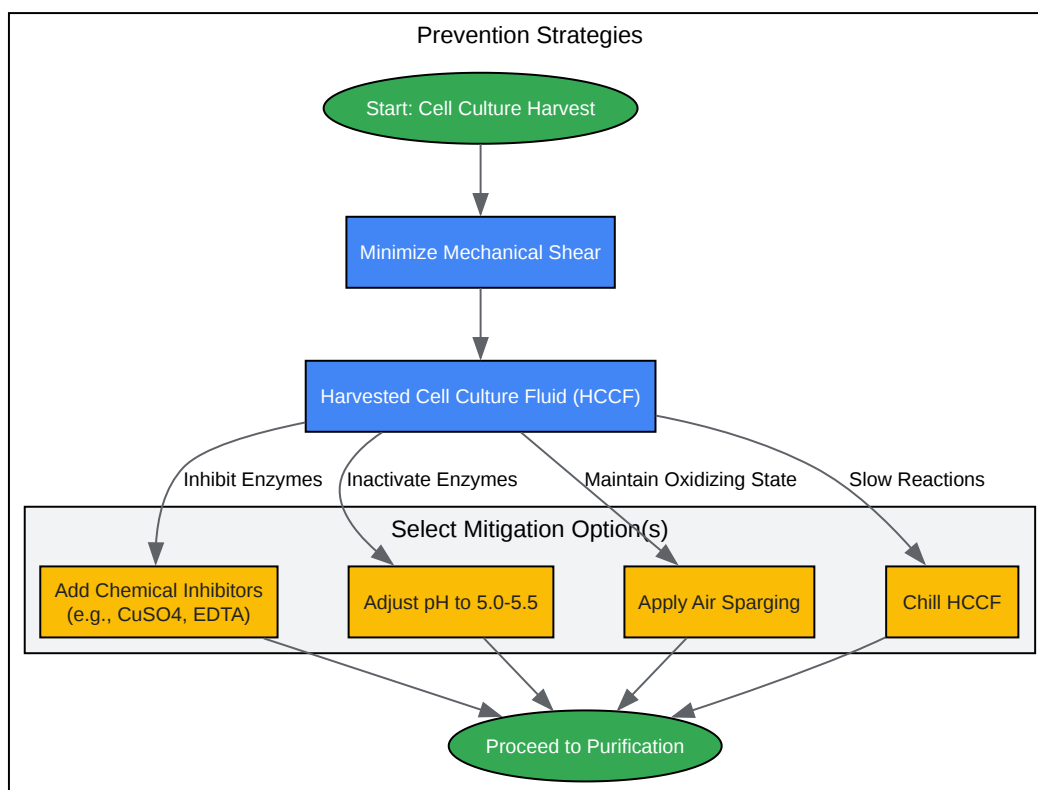 Prevention Strategies
Start: Cell Culture Harvest
Minimize Mechanical Shear
Harvested Cell Culture Fluid (HCCF)
Inhibit Enzymes
Inactivate Enzymes
Maintain Oxidizing State
Slow Reactions
Select Mitigation Option(s)
Add Chemical Inhibitors
(e.g., CuSO4, EDTA)
Adjust pH to 5.0-5.5
Apply Air Sparging
Chill HCCF
Proceed to Purification